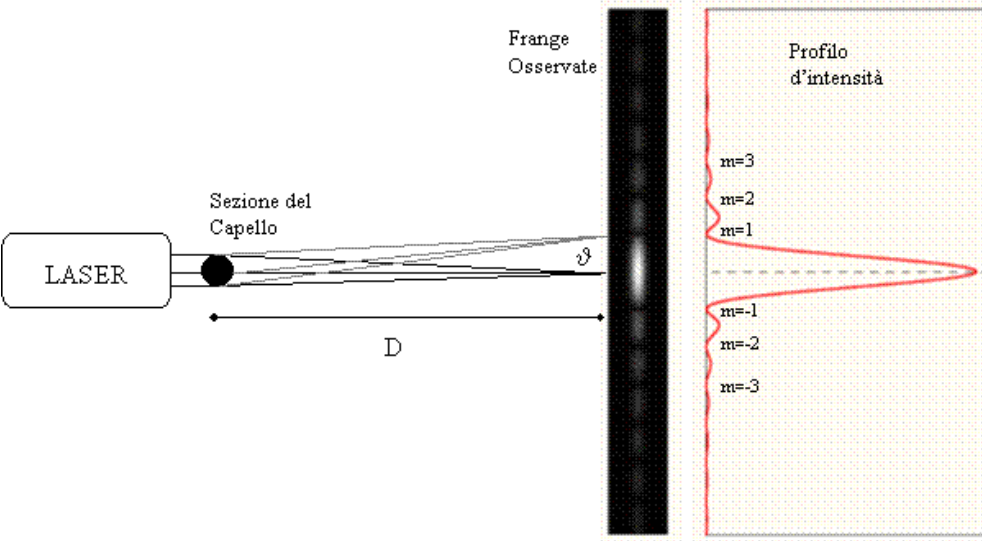 Frange
Osservate
Profilo
d'intensità
Sezione del
Capello
LASER
ϑ
D
m=3
m=2
m=1
m=-1
m=-2
m=-3